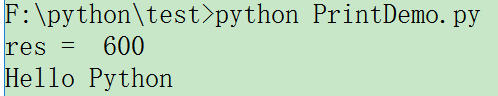 F:\python\test>python PrintDemo.py
res =  600
Hello Python